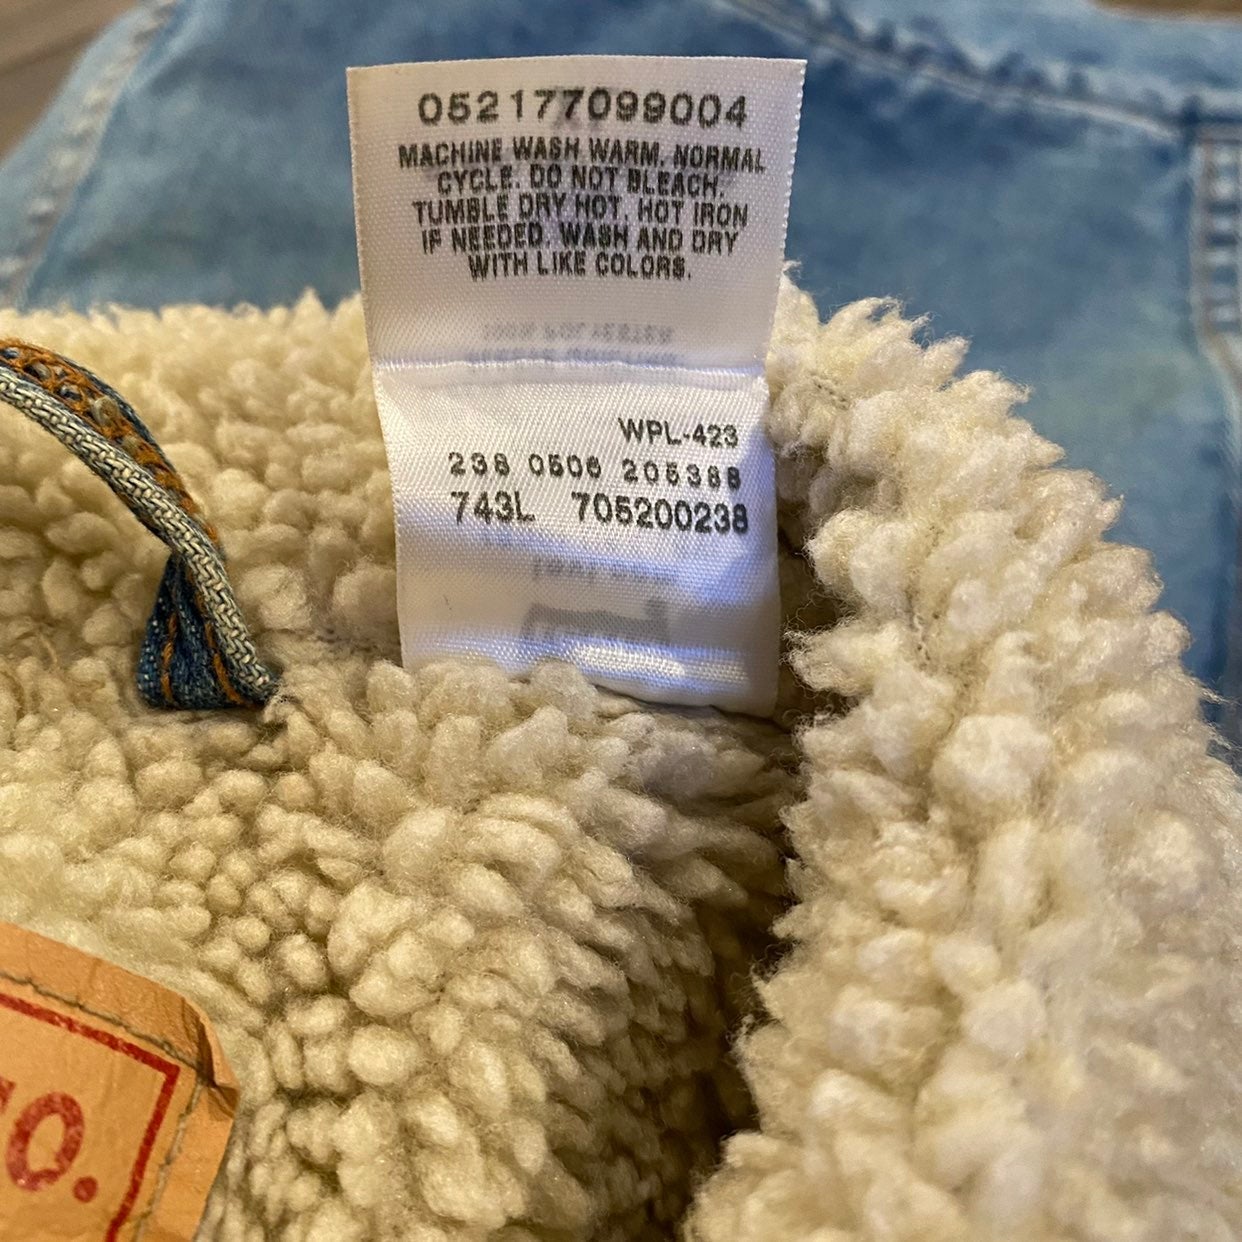 052177099004
MACHINE WASH WARM. NORMAL
CYCLE. DO NOT BLEACH.
TUMBLE DRY HOT. HOT IRON
IF NEEDED. WASH AND DRY
WITH LIKE COLORS.
WPL-423
238 0506 205388
743L 705200238
CO.